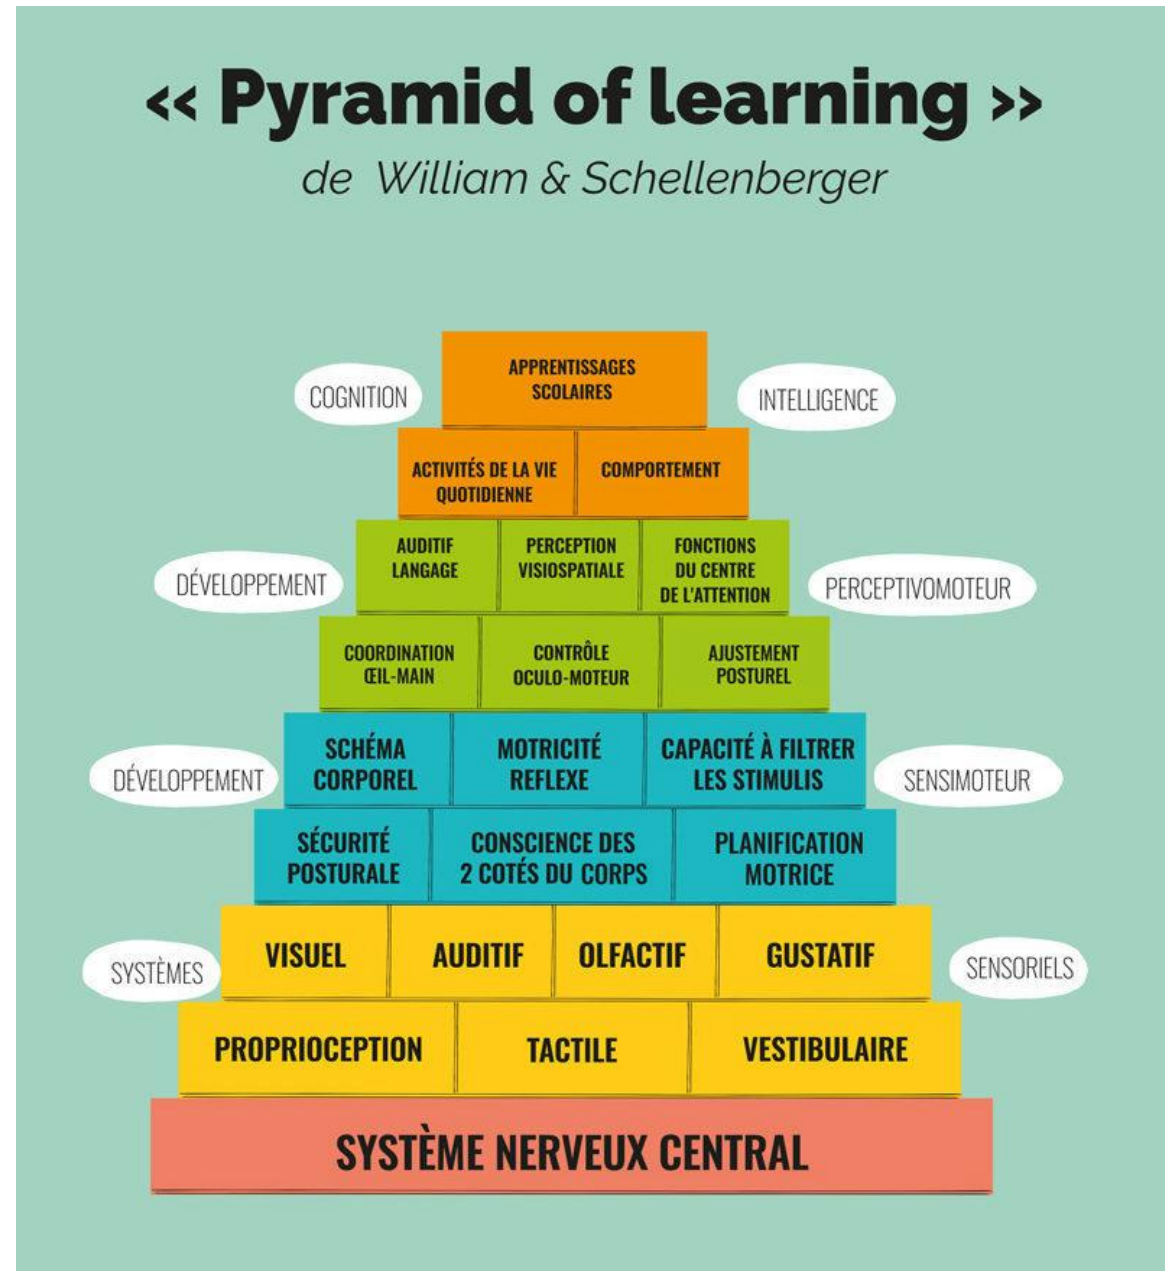 « Pyramid of learning »
de William & Schellenberger
APPRENTISSAGES
SCOLAIRES
COGNITION
INTELLIGENCE
ACTIVITÉS DE LA VIE
QUOTIDIENNE
COMPORTEMENT
AUDITIF
LANGAGE
PERCEPTION
VISIOSPATIALE
FONCTIONS
DU CENTRE
DE L'ATTENTION
DÉVELOPPEMENT
PERCEPTIVOMOTEUR
COORDINATION
ŒIL-MAIN
CONTRÔLE
OCULO-MOTEUR
AJUSTEMENT
POSTUREL
SCHÉMA
CORPOREL
MOTRICITÉ
REFLEXE
CAPACITÉ À FILTRER
LES STIMULIS
DÉVELOPPEMENT
SENSIMOTEUR
SÉCURITÉ
POSTURALE
CONSCIENCE DES
2 COTÉS DU CORPS
PLANIFICATION
MOTRICE
VISUEL
AUDITIF
OLFACTIF
GUSTATIF
SYSTÈMES
SENSORIELS
PROPRIOCEPTION
TACTILE
VESTIBULAIRE
SYSTÈME NERVEUX CENTRAL